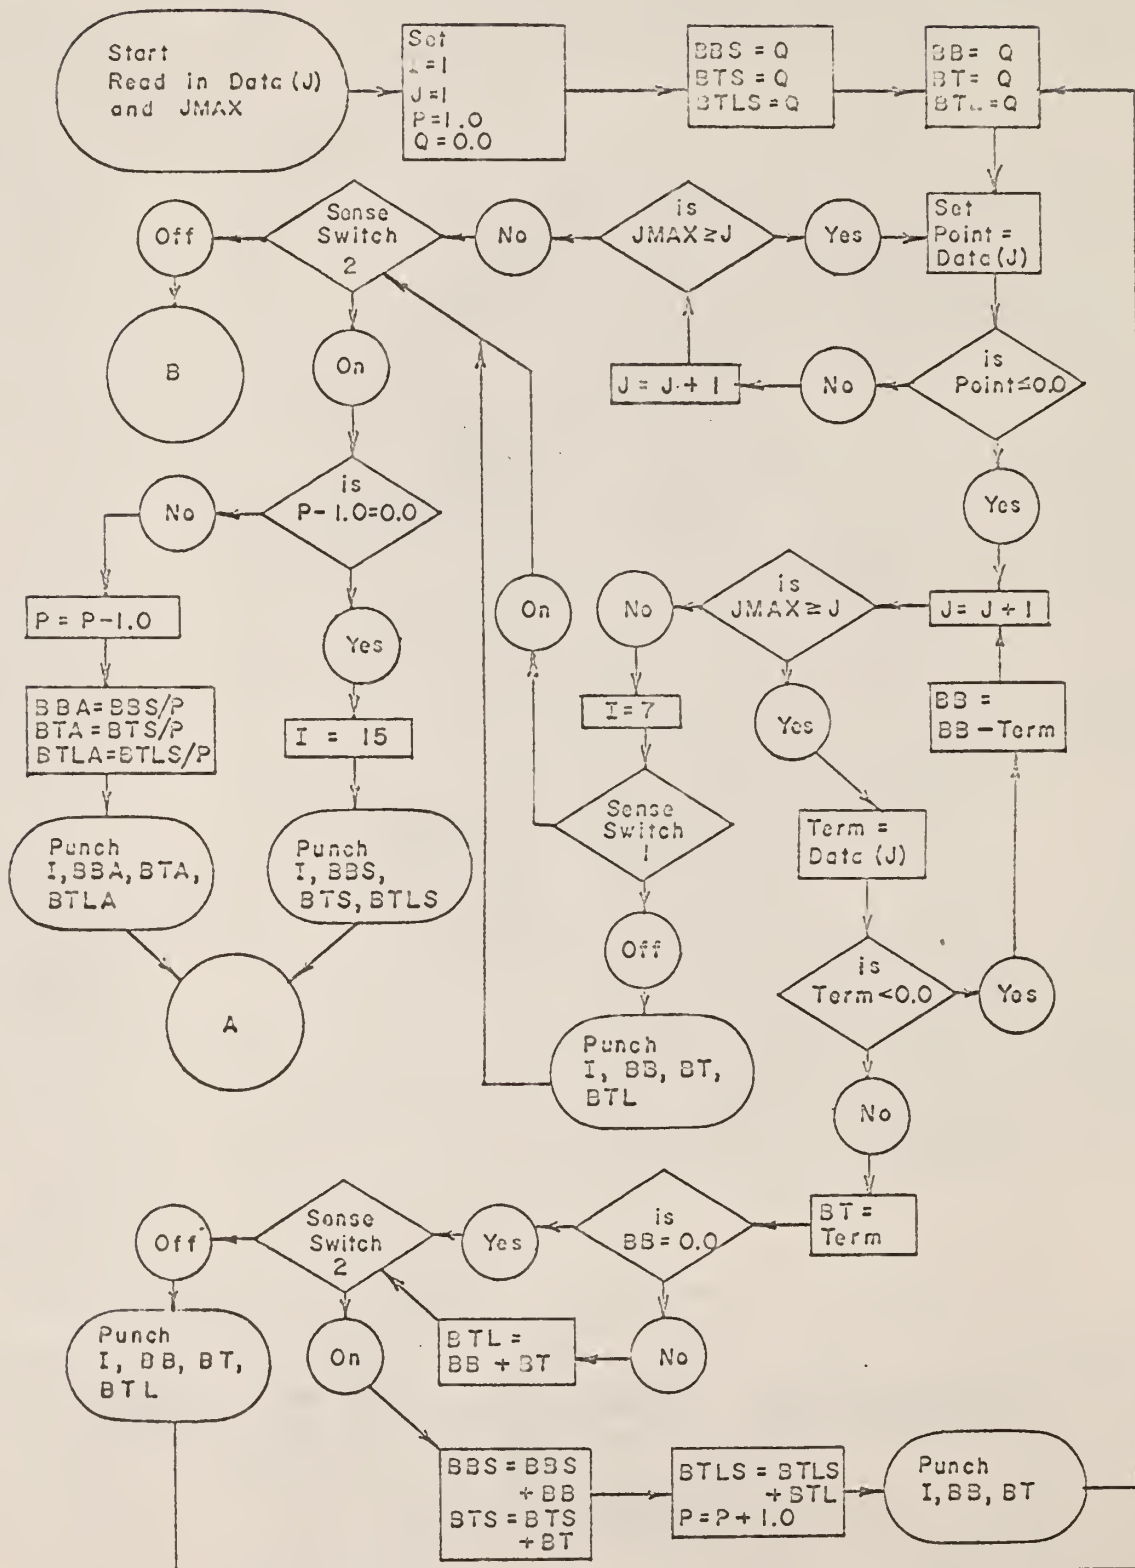 Start
Read in Data (J)
and JMAX
Set
I=1
J=1
P=1.0
Q=0.0
BBS = Q
BTS = Q
BTLS = Q
BB = Q
BT = Q
BTL = Q
Off
Sense
Switch
2
No
is
JMAX ≥ J
Yes
Set
Point =
Data (J)
B
On
J = J + 1
No
is
Point ≤ 0.0
Yes
No
is
P - 1.0 = 0.0
On
No
is
JMAX ≥ J
J = J + 1
P = P - 1.0
Yes
I = 7
Yes
BB =
BB - Term
BBA = BBS/P
BTA = BTS/P
BTLA = BTLS/P
I = 15
Sense
Switch
1
Term =
Data (J)
Punch
I, BBA, BTA,
BTLA
Punch
I, BBS,
BTS, BTLS
Off
is
Term < 0.0
Yes
A
Punch
I, BB, BT,
BTL
No
Off
Sense
Switch
2
Yes
is
BB = 0.0
BT =
Term
Punch
I, BB, BT,
BTL
On
BTL =
BB + BT
No
BBS = BBS
+ BB
BTS = BTS
+ BT
BTLS = BTLS
+ BTL
P = P + 1.0
Punch
I, BB, BT